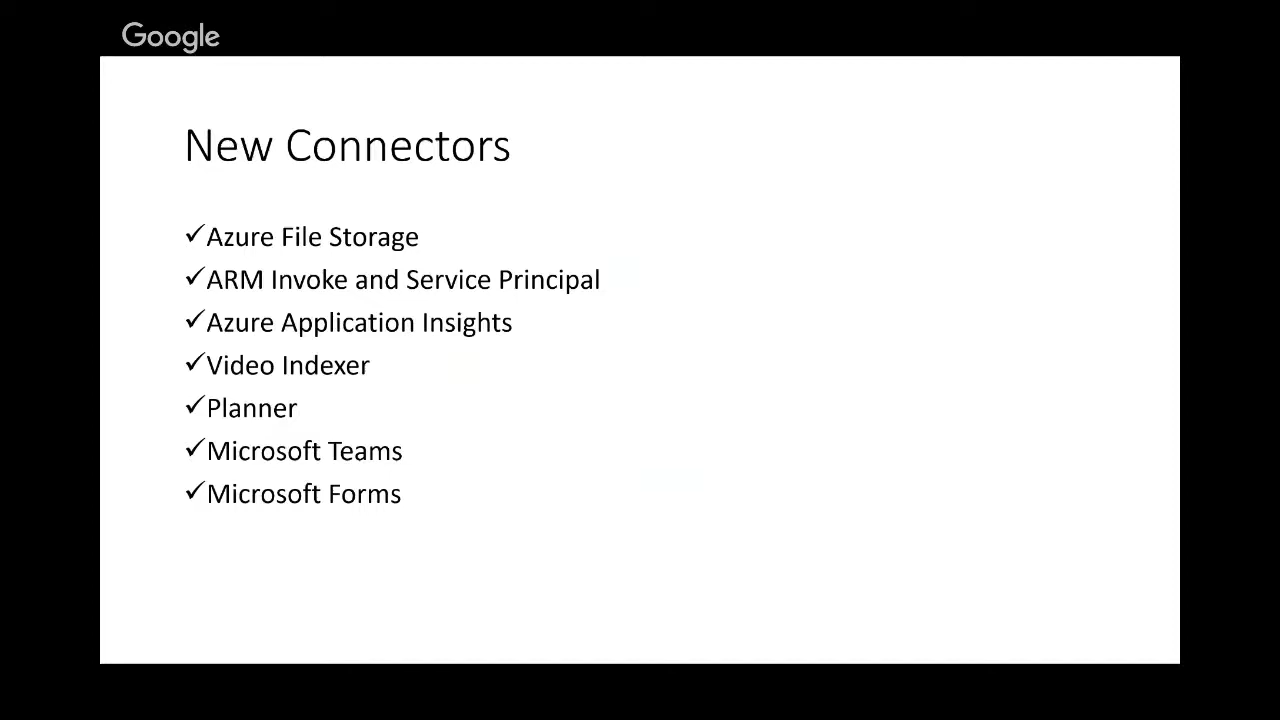 Google
New Connectors
✓Azure File Storage
✓ARM Invoke and Service Principal
✓Azure Application Insights
✓Video Indexer
✓Planner
✓Microsoft Teams
✓Microsoft Forms